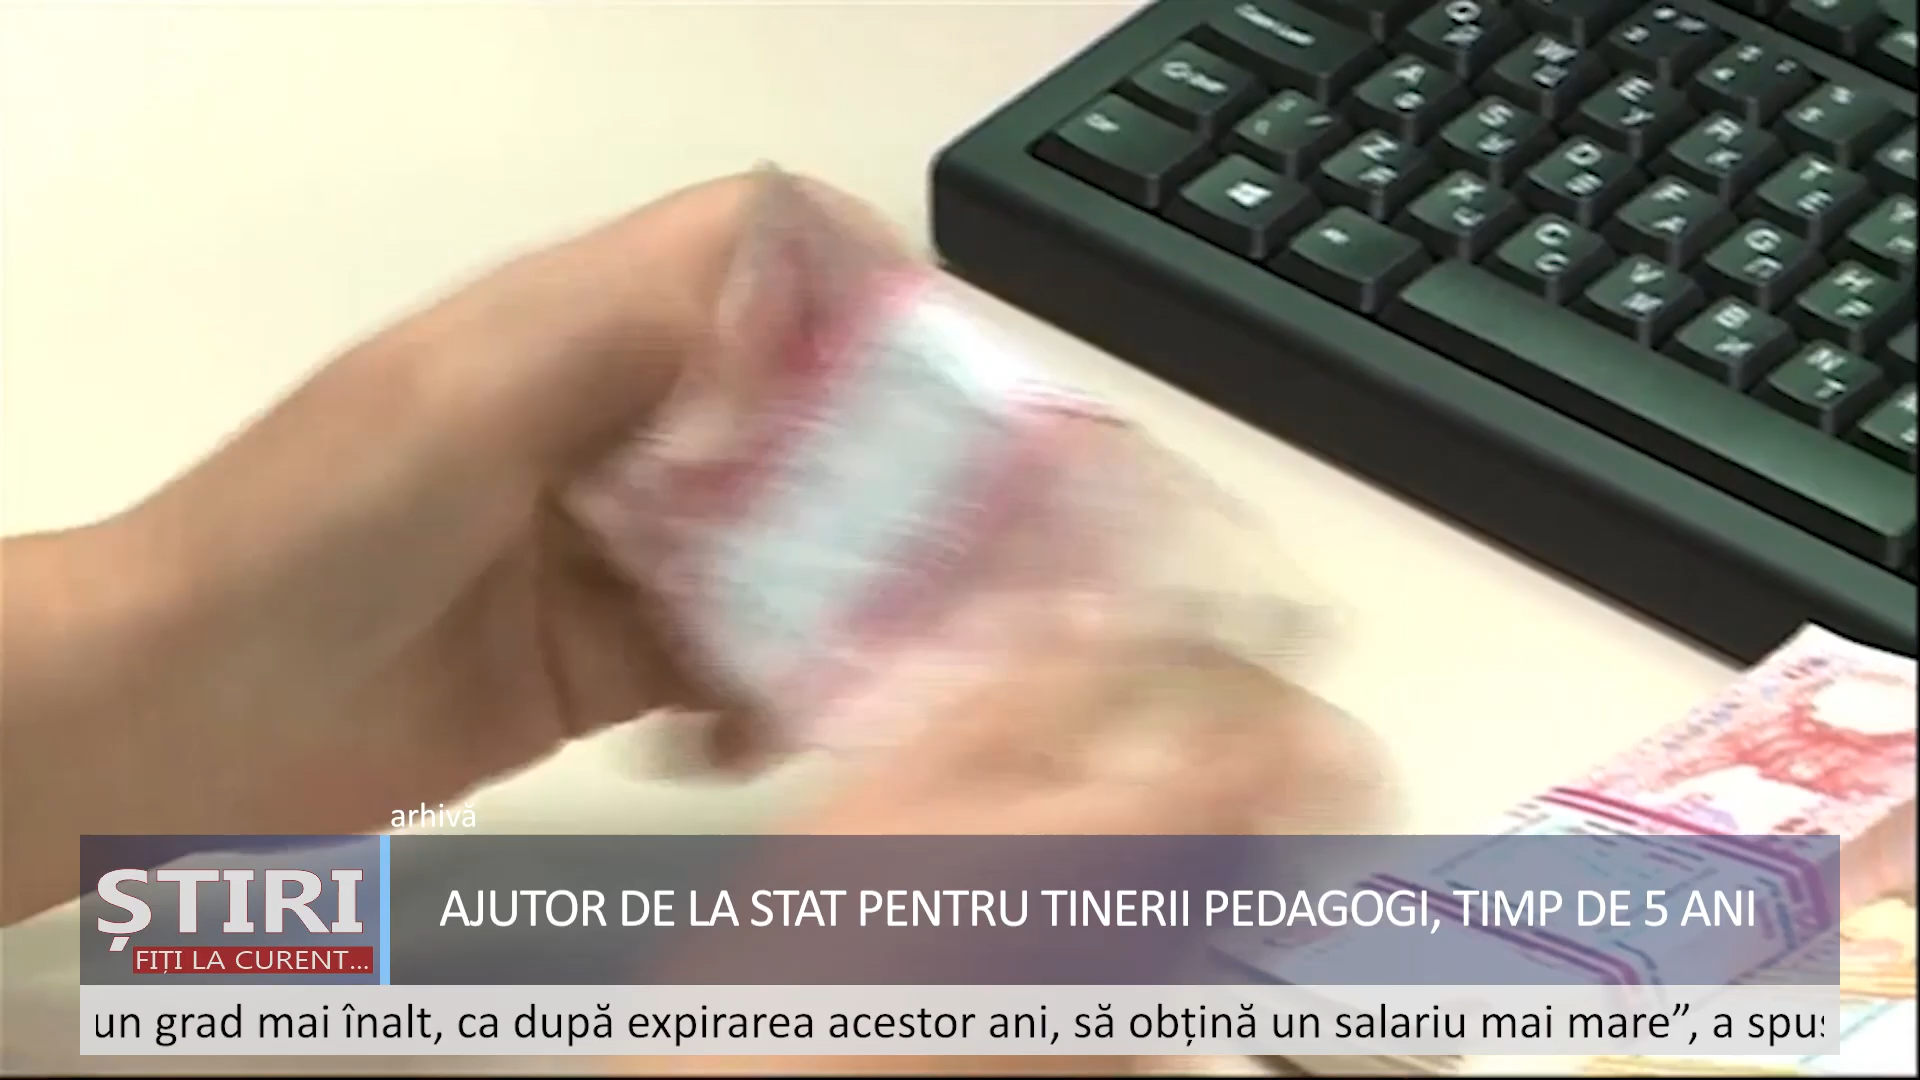 arhivă
ȘTIRI
FIȚI LA CURENT...
AJUTOR DE LA STAT PENTRU TINERII PEDAGOGI, TIMP DE 5 ANI
un grad mai înalt, ca după expirarea acestor ani, să obțină un salariu mai mare”, a spus